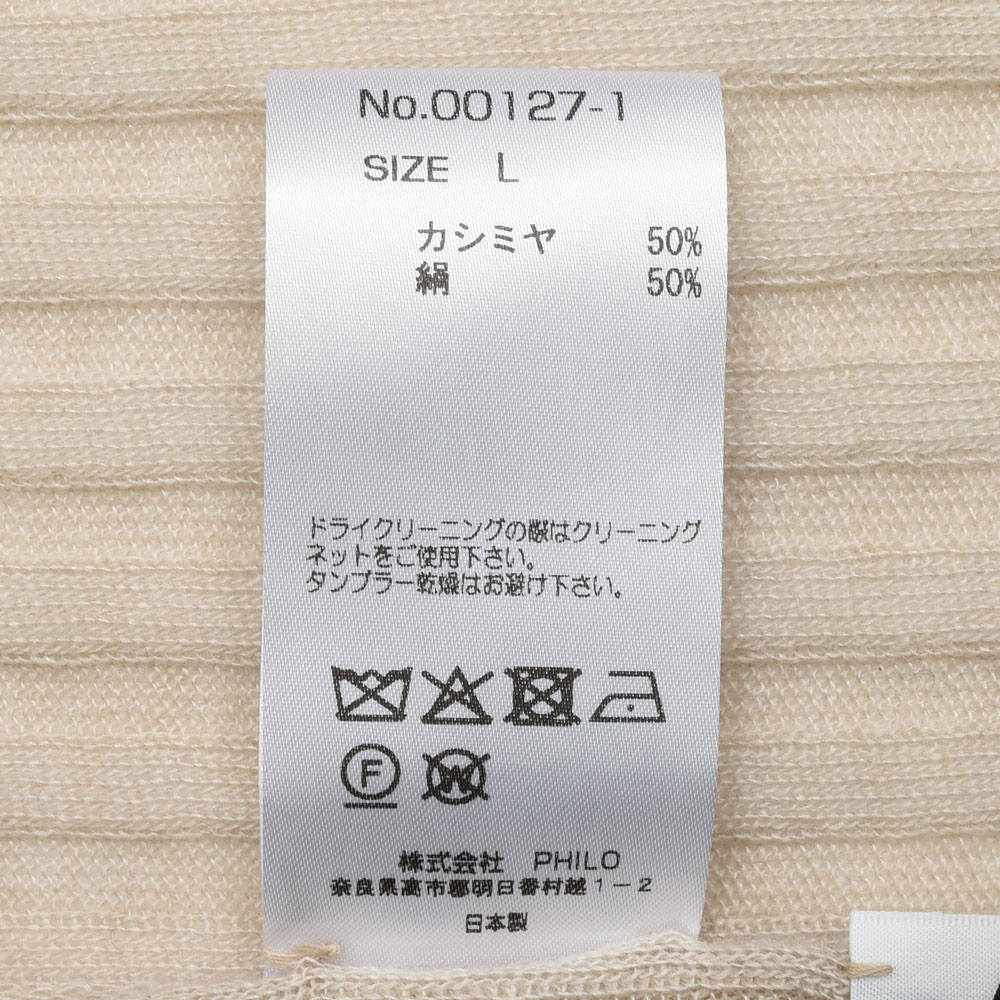 No.00127-1
SIZE L
カシミヤ 50%
絹 50%
ドライクリーニングの際はクリーニング
ネットをご使用下さい。
タンブラー乾燥はお避け下さい。
F
W
株式会社 PHILO
奈良県高市郡明日香村越1-2
日本製